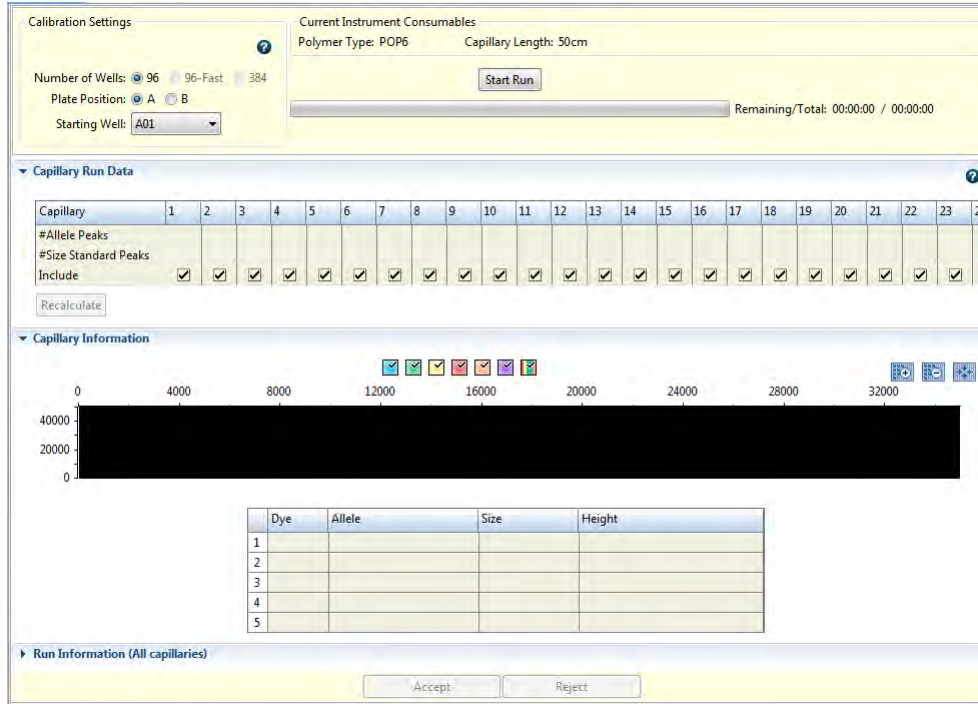 Calibration Settings
Number of Wells: 96 96-Fast 384
Plate Position: A B
Starting Well: A01
Current Instrument Consumables
Polymer Type: POP6 Capillary Length: 50cm
Start Run
Remaining/Total: 00:00:00 / 00:00:00
Capillary Run Data
Capillary 1 2 3 4 5 6 7 8 9 10 11 12 13 14 15 16 17 18 19 20 21 22 23
#Allele Peaks
#Size Standard Peaks
Include
Recalculate
Capillary Information
0 4000 8000 12000 16000 20000 24000 28000 32000
40000
20000
0
Dye Allele Size Height
1
2
3
4
5
Run Information (All capillaries)
Accept Reject